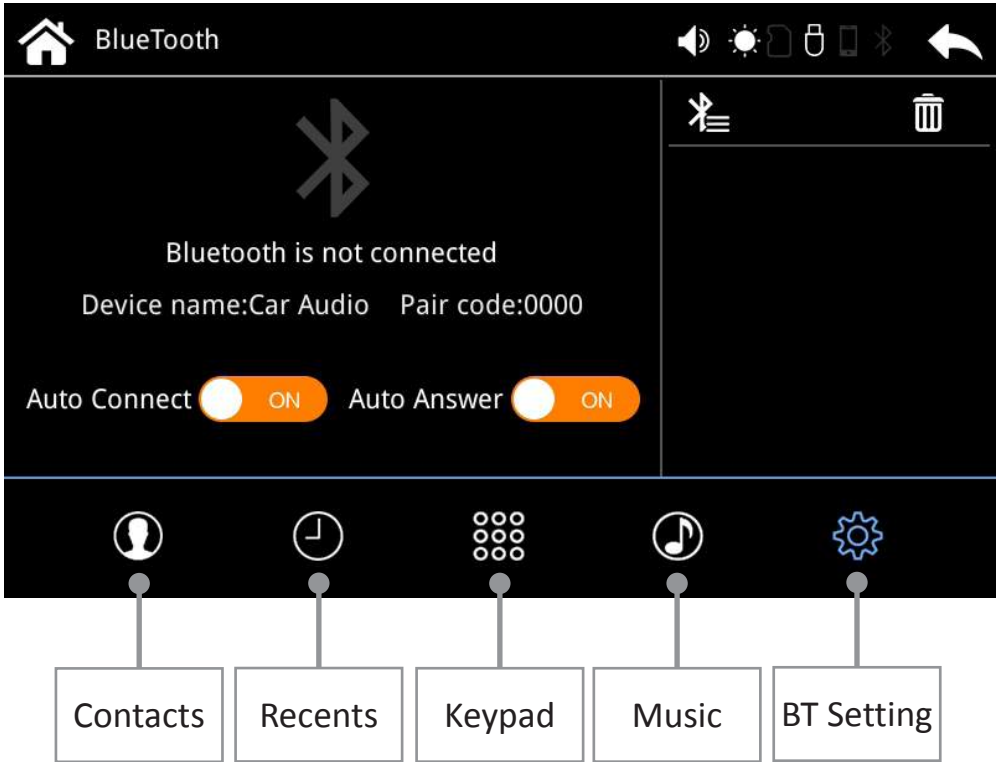 BlueTooth
Bluetooth is not connected
Device name:Car Audio Pair code:0000
Auto Connect ON Auto Answer ON
Contacts Recents Keypad Music BT Setting